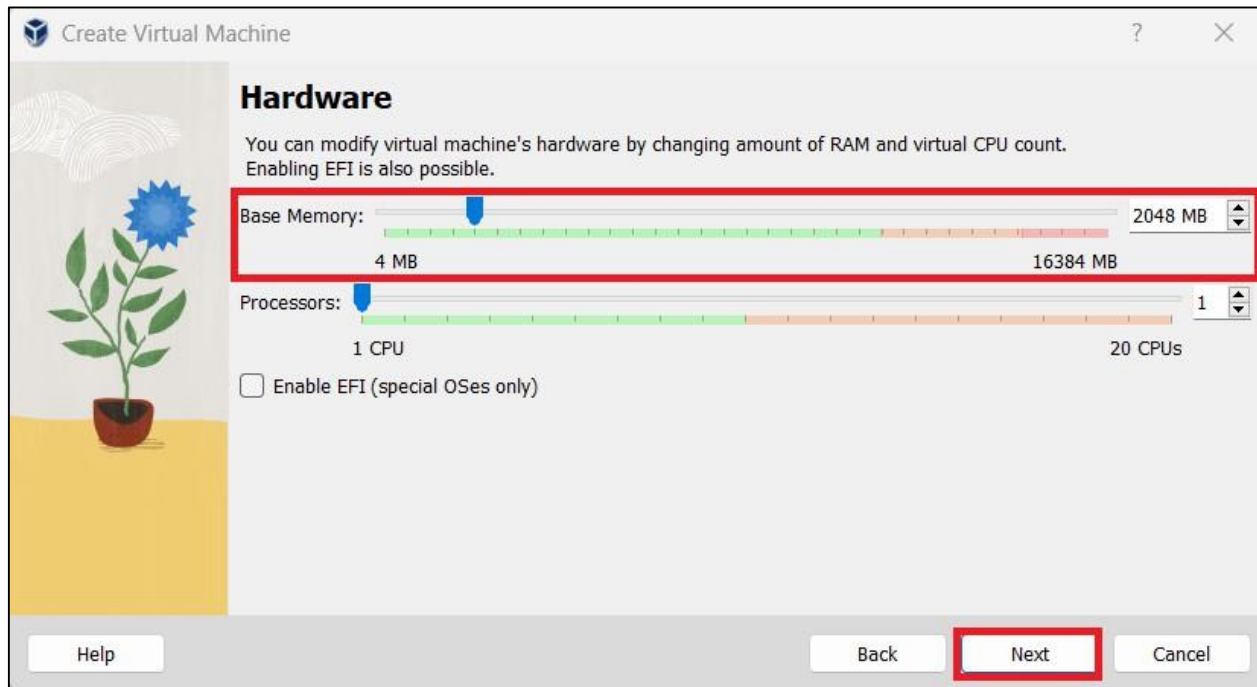 Create Virtual Machine
?
Hardware
You can modify virtual machine's hardware by changing amount of RAM and virtual CPU count.
Enabling EFI is also possible.
Base Memory: 2048 MB
4 MB 16384 MB
Processors: 1
1 CPU 20 CPUs
Enable EFI (special OSes only)
Help Back Next Cancel